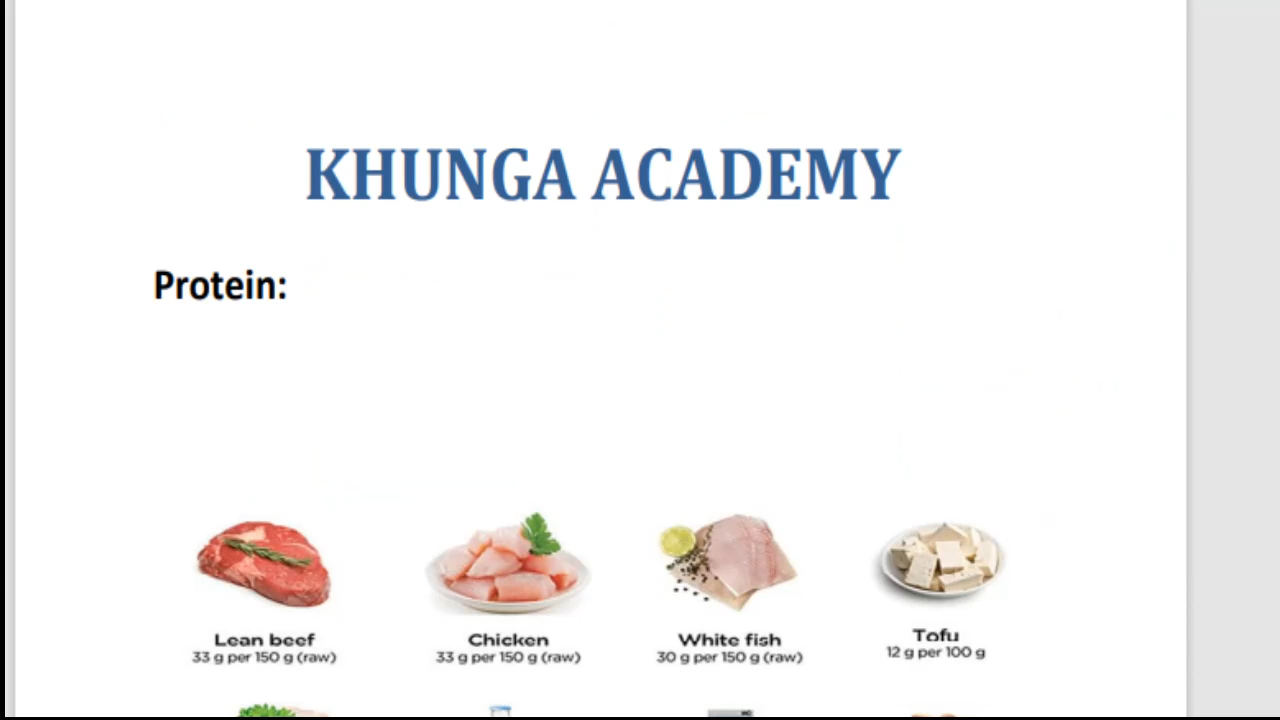 KHUNGA ACADEMY
Protein:
Lean beef
33 g per 150 g (raw)
Chicken
33 g per 150 g (raw)
White fish
30 g per 150 g (raw)
Tofu
12 g per 100 g